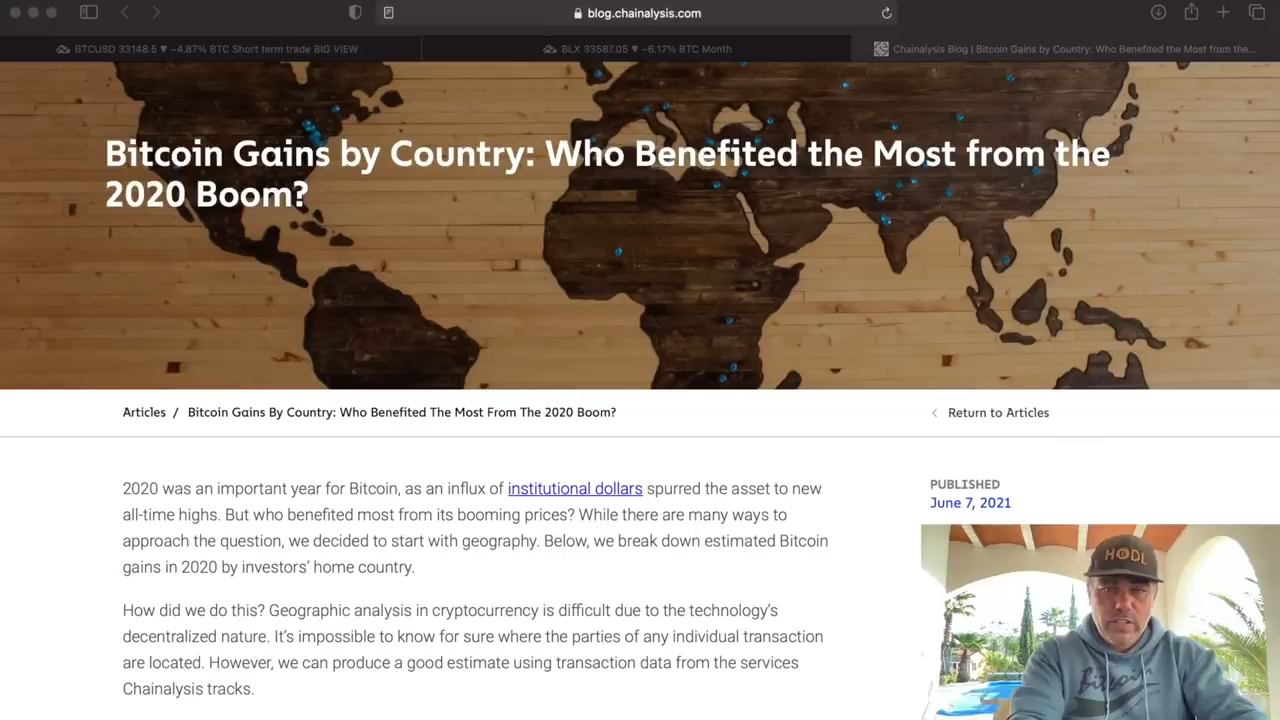 blog.chainalysis.com
BTCUSD 33148.5 ▼ −4.87% BTC Short term trade BIG VIEW
BLX 33587.05 ▼ −6.17% BTC Month
Chainalysis Blog | Bitcoin Gains by Country: Who Benefited the Most from the...
Bitcoin Gains by Country: Who Benefited the Most from the
2020 Boom?
Articles / Bitcoin Gains By Country: Who Benefited The Most From The 2020 Boom?
Return to Articles
2020 was an important year for Bitcoin, as an influx of institutional dollars spurred the asset to new
all-time highs. But who benefited most from its booming prices? While there are many ways to
approach the question, we decided to start with geography. Below, we break down estimated Bitcoin
gains in 2020 by investors’ home country.
How did we do this? Geographic analysis in cryptocurrency is difficult due to the technology’s
decentralized nature. It’s impossible to know for sure where the parties of any individual transaction
are located. However, we can produce a good estimate using transaction data from the services
Chainalysis tracks.
PUBLISHED
June 7, 2021
HODL
Bitcoin